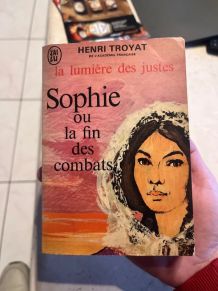 J'AI LU
HENRI TROYAT
DE L'ACADÉMIE FRANÇAISE
la lumière des justes
Sophie
ou
la fin
des
combats